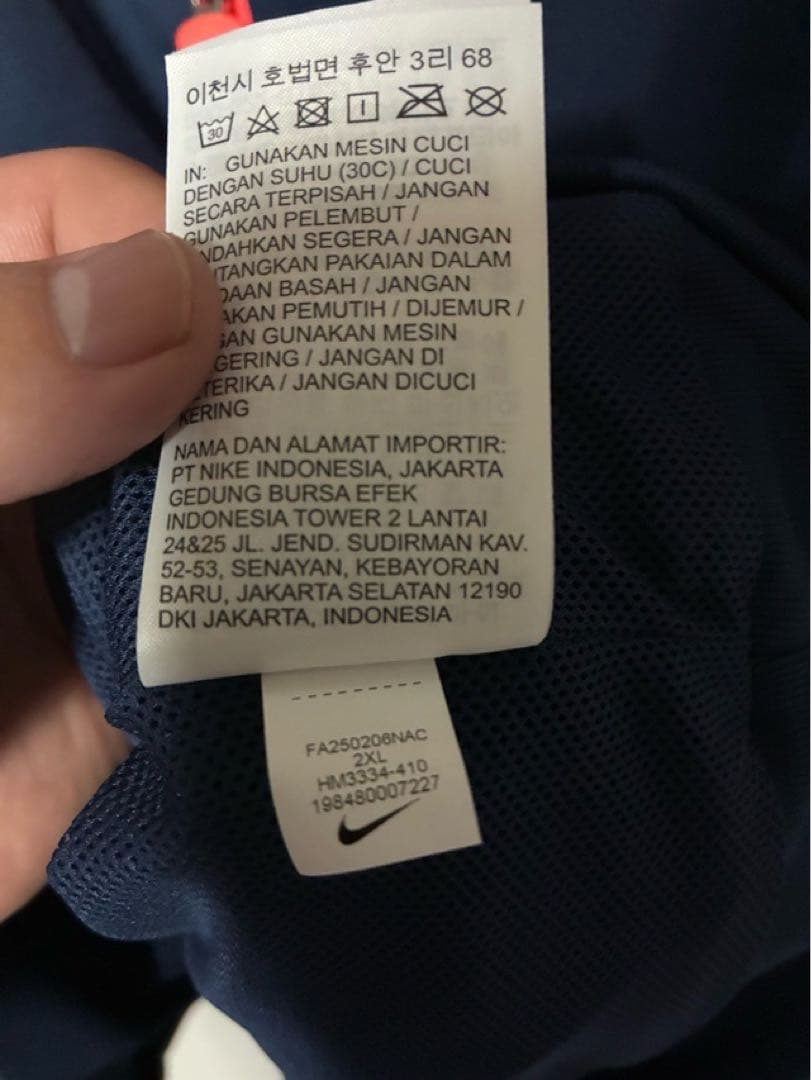 이천시 호법면 후안 3리 68
30
IN: GUNAKAN MESIN CUCI
DENGAN SUHU (30C) / CUCI
SECARA TERPISAH / JANGAN
GUNAKAN PELEMBUT /
SEGERA / JANGAN
PAKAIAN DALAM
BASAH / JANGAN
PEMUTIH / DIJEMUR /
GUNAKAN MESIN
/ JANGAN DI
/ JANGAN DICUCI
KERING
NAMA DAN ALAMAT IMPORTIR:
PT NIKE INDONESIA, JAKARTA
GEDUNG BURSA EFEK
INDONESIA TOWER 2 LANTAI
24&25 JL. JEND. SUDIRMAN KAV.
52-53, SENAYAN, KEBAYORAN
BARU, JAKARTA SELATAN 12190
DKI JAKARTA, INDONESIA
FA250206NAC
2XL
HM3334-410
198480007227